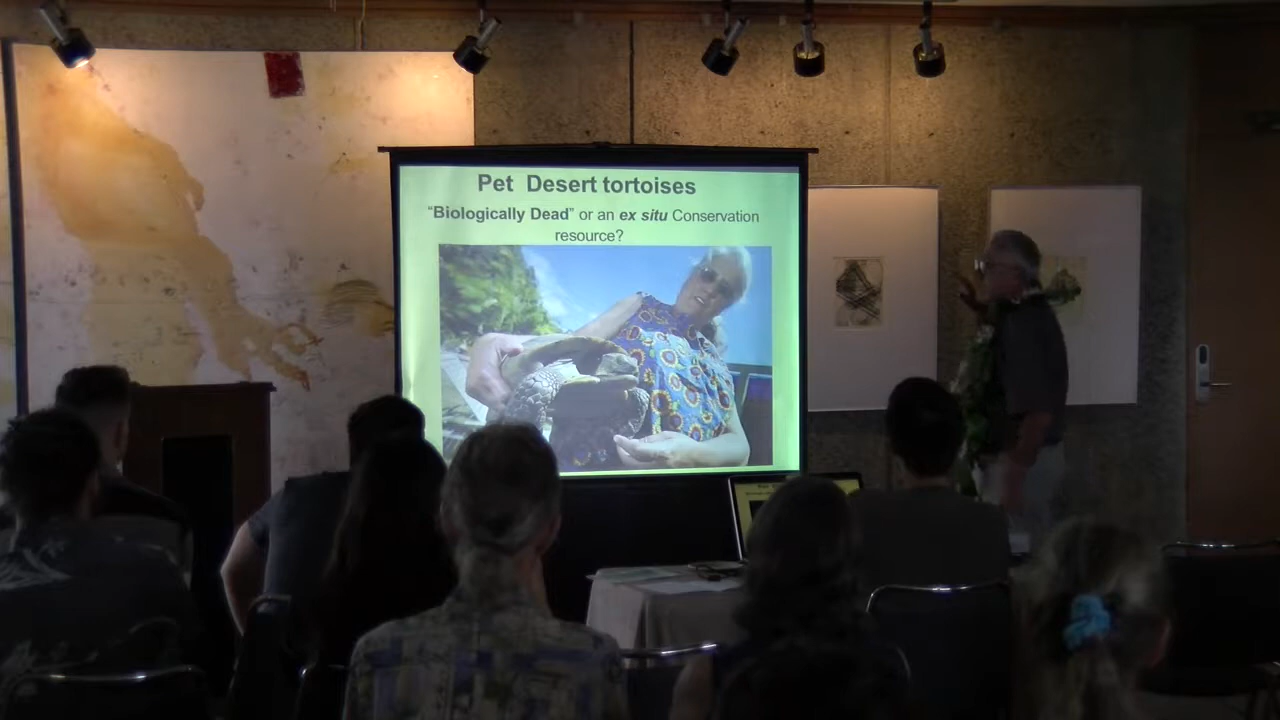 Pet Desert tortoises
“Biologically Dead” or an ex situ Conservation
resource?